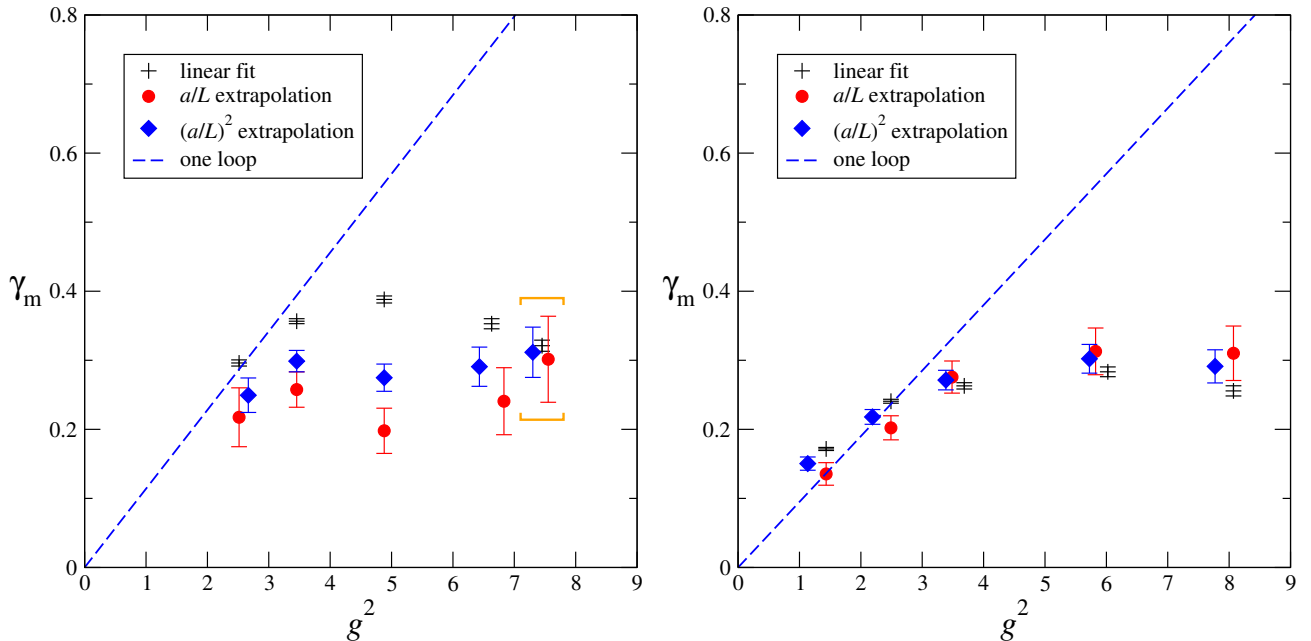 0.8
0.6
0.4
0.2
0
γm
linear fit
a/L extrapolation
(a/L)² extrapolation
one loop
0 1 2 3 4 5 6 7 8 9
g²
0.8
0.6
0.4
0.2
0
γm
linear fit
a/L extrapolation
(a/L)² extrapolation
one loop
0 1 2 3 4 5 6 7 8 9
g²